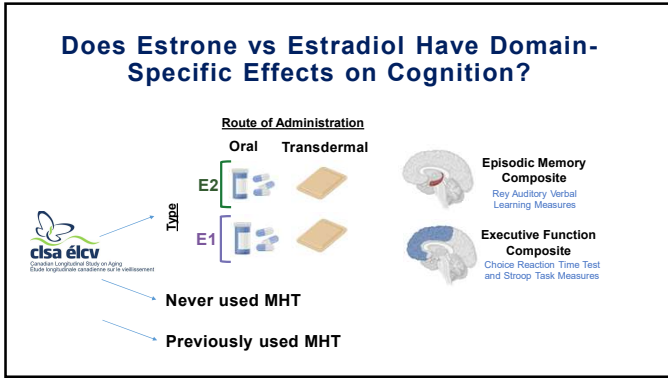 Does Estrone vs Estradiol Have Domain-
Specific Effects on Cognition?
Route of Administration
Oral Transdermal
Type
E2
E1
clsa élcv
Canadian Longitudinal Study on Aging
Étude longitudinale canadienne sur le vieillissement
Never used MHT
Previously used MHT
Episodic Memory
Composite
Rey Auditory Verbal
Learning Measures
Executive Function
Composite
Choice Reaction Time Test
and Stroop Task Measures